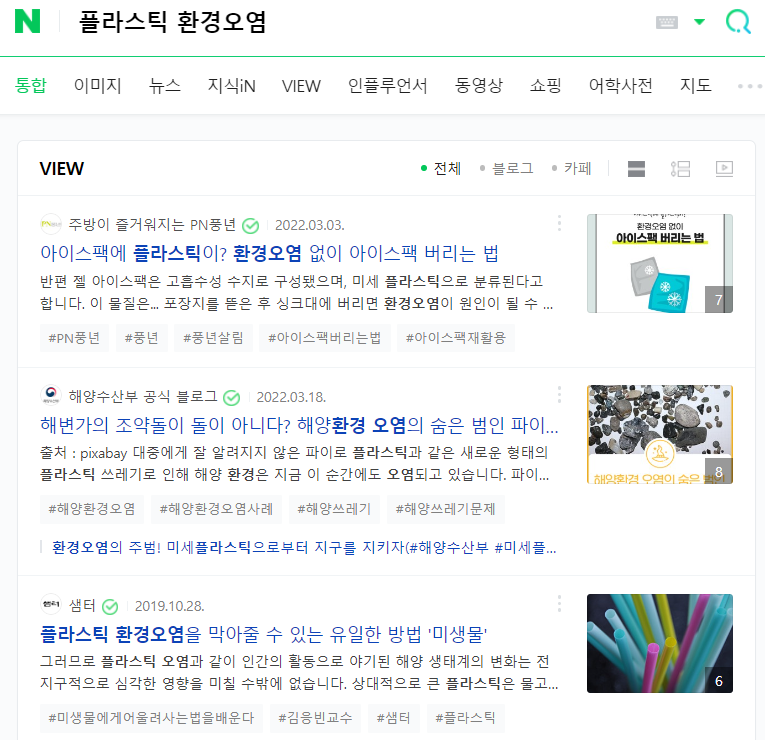 N 플라스틱 환경오염
통합 이미지 뉴스 지식iN VIEW 인플루언서 동영상 쇼핑 어학사전 지도
VIEW
전체 블로그 카페
주방이 즐거워지는 PN풍년 2022.03.03.
아이스팩에 플라스틱이? 환경오염 없이 아이스팩 버리는 법
반편 젤 아이스팩은 고흡수성 수지로 구성됐으며, 미세 플라스틱으로 분류된다고
합니다. 이 물질은... 포장지를 뜯은 후 싱크대에 버리면 환경오염이 원인이 될 수 ...
#PN풍년 #풍년 #풍년살림 #아이스팩버리는법 #아이스팩재활용
환경오염 없이
아이스팩 버리는 법
7
해양수산부 공식 블로그 2022.03.18.
해변가의 조약돌이 돌이 아니다? 해양환경 오염의 숨은 범인 파이...
출처 : pixabay 대중에게 잘 알려지지 않은 파이로 플라스틱과 같은 새로운 형태의
플라스틱 쓰레기로 인해 해양 환경은 지금 이 순간에도 오염되고 있습니다. 파이...
#해양환경오염 #해양환경오염사례 #해양쓰레기 #해양쓰레기문제
해양환경 오염의 숨은 범인
8
환경오염의 주범! 미세플라스틱으로부터 지구를 지키자(#해양수산부 #미세플...
샘터 2019.10.28.
플라스틱 환경오염을 막아줄 수 있는 유일한 방법 '미생물'
그러므로 플라스틱 오염과 같이 인간의 활동으로 야기된 해양 생태계의 변화는 전
지구적으로 심각한 영향을 미칠 수밖에 없습니다. 상대적으로 큰 플라스틱은 물고...
#미생물에게어울려사는법을배운다 #김응빈교수 #샘터 #플라스틱
6